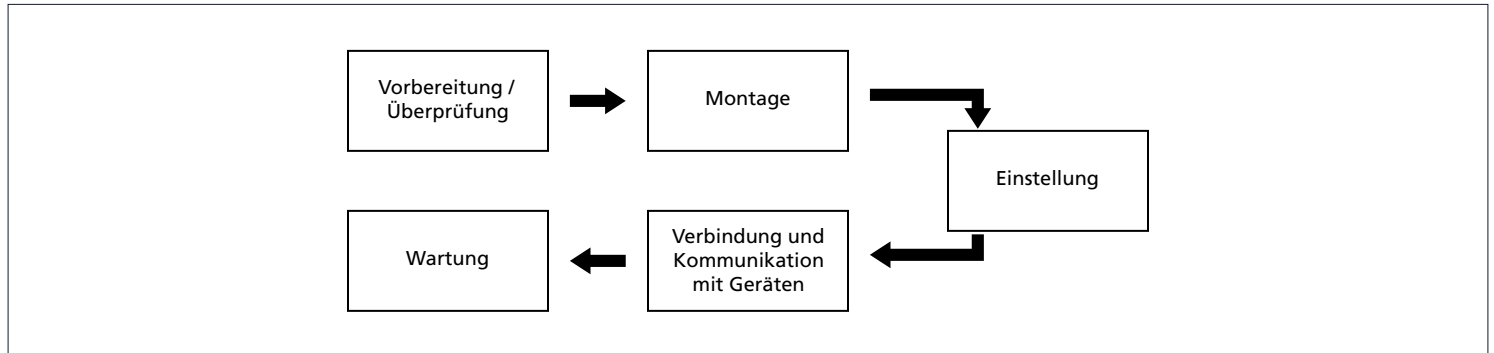 Vorbereitung /
Überprüfung
Montage
Einstellung
Verbindung und
Kommunikation
mit Geräten
Wartung